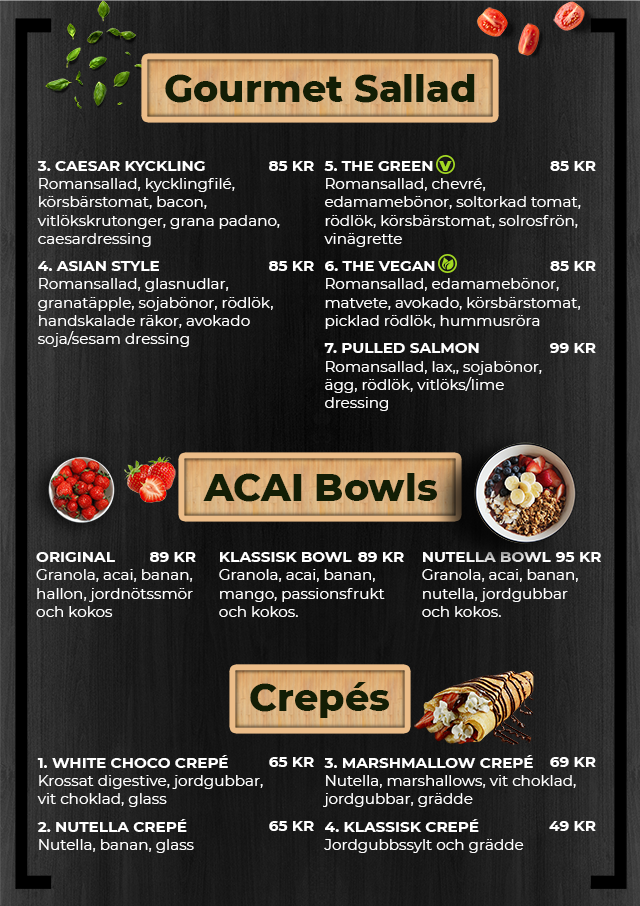 Gourmet Sallad
3. CAESAR KYCKLING 85 KR
Romansallad, kycklingfilé,
körsbärstomat, bacon,
vitlökskrutonger, grana padano,
caesardressing
4. ASIAN STYLE 85 KR
Romansallad, glasnudlar,
granatäpple, sojabönor, rödlök,
handskalade räkor, avokado
soja/sesam dressing
5. THE GREEN V 85 KR
Romansallad, chevré,
edamamebönor, soltorkad tomat,
rödlök, körsbärstomat, solrosfrön,
vinägrette
6. THE VEGAN 85 KR
Romansallad, edamamebönor,
matvete, avokado, körsbärstomat,
picklad rödlök, hummusröra
7. PULLED SALMON 99 KR
Romansallad, lax,, sojabönor,
ägg, rödlök, vitlöks/lime
dressing
ACAI Bowls
ORIGINAL 89 KR
Granola, acai, banan,
hallon, jordnötssmör
och kokos
KLASSISK BOWL 89 KR
Granola, acai, banan,
mango, passionsfrukt
och kokos.
NUTELLA BOWL 95 KR
Granola, acai, banan,
nutella, jordgubbar
och kokos.
Crepés
1. WHITE CHOCO CREPÉ 65 KR
Krossat digestive, jordgubbar,
vit choklad, glass
2. NUTELLA CREPÉ 65 KR
Nutella, banan, glass
3. MARSHMALLOW CREPÉ 69 KR
Nutella, marshallows, vit choklad,
jordgubbar, grädde
4. KLASSISK CREPÉ 49 KR
Jordgubbssylt och grädde